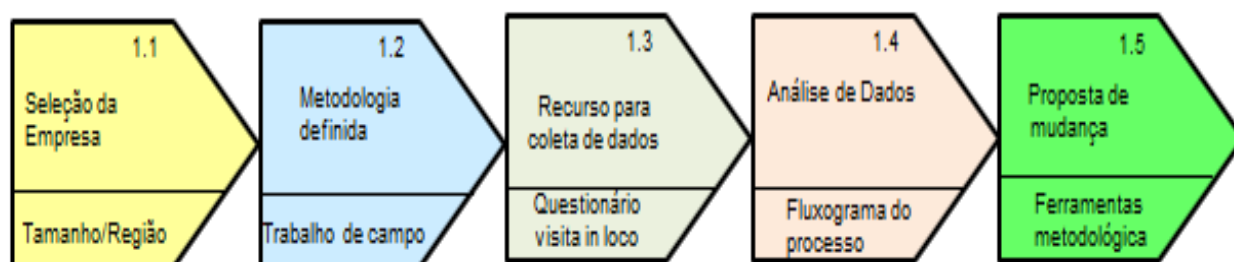 1.1
Seleção da
Empresa
Tamanho/Região
1.2
Metodologia
definida
Trabalho de campo
1.3
Recurso para
coleta de dados
Questionário
visita in loco
1.4
Análise de Dados
Fluxograma do
processo
1.5
Proposta de
mudança
Ferramentas
metodológica